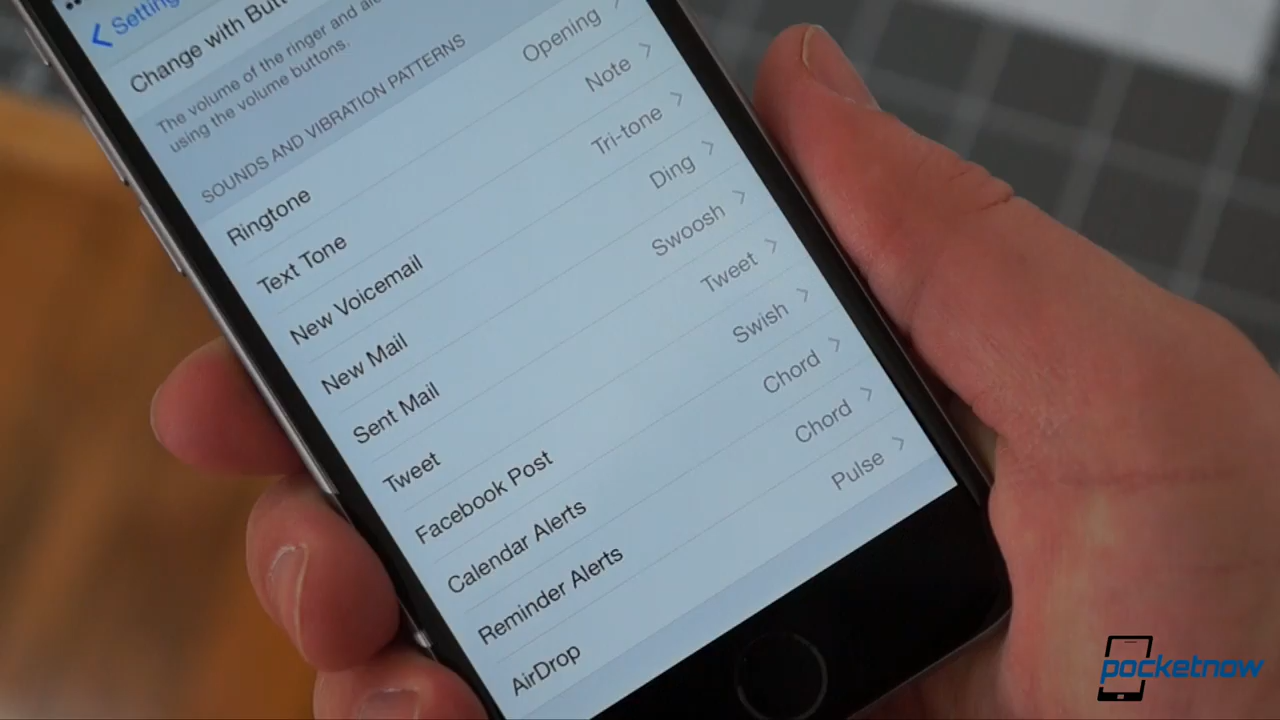 Settings
Change with Butt
The volume of the ringer and ale
using the volume buttons.
SOUNDS AND VIBRATION PATTERNS
Ringtone Opening
Text Tone Note
New Voicemail Tri-tone
New Mail Ding
Sent Mail Swoosh
Tweet Tweet
Facebook Post Swish
Calendar Alerts Chord
Reminder Alerts Chord
AirDrop Pulse
pocketnow